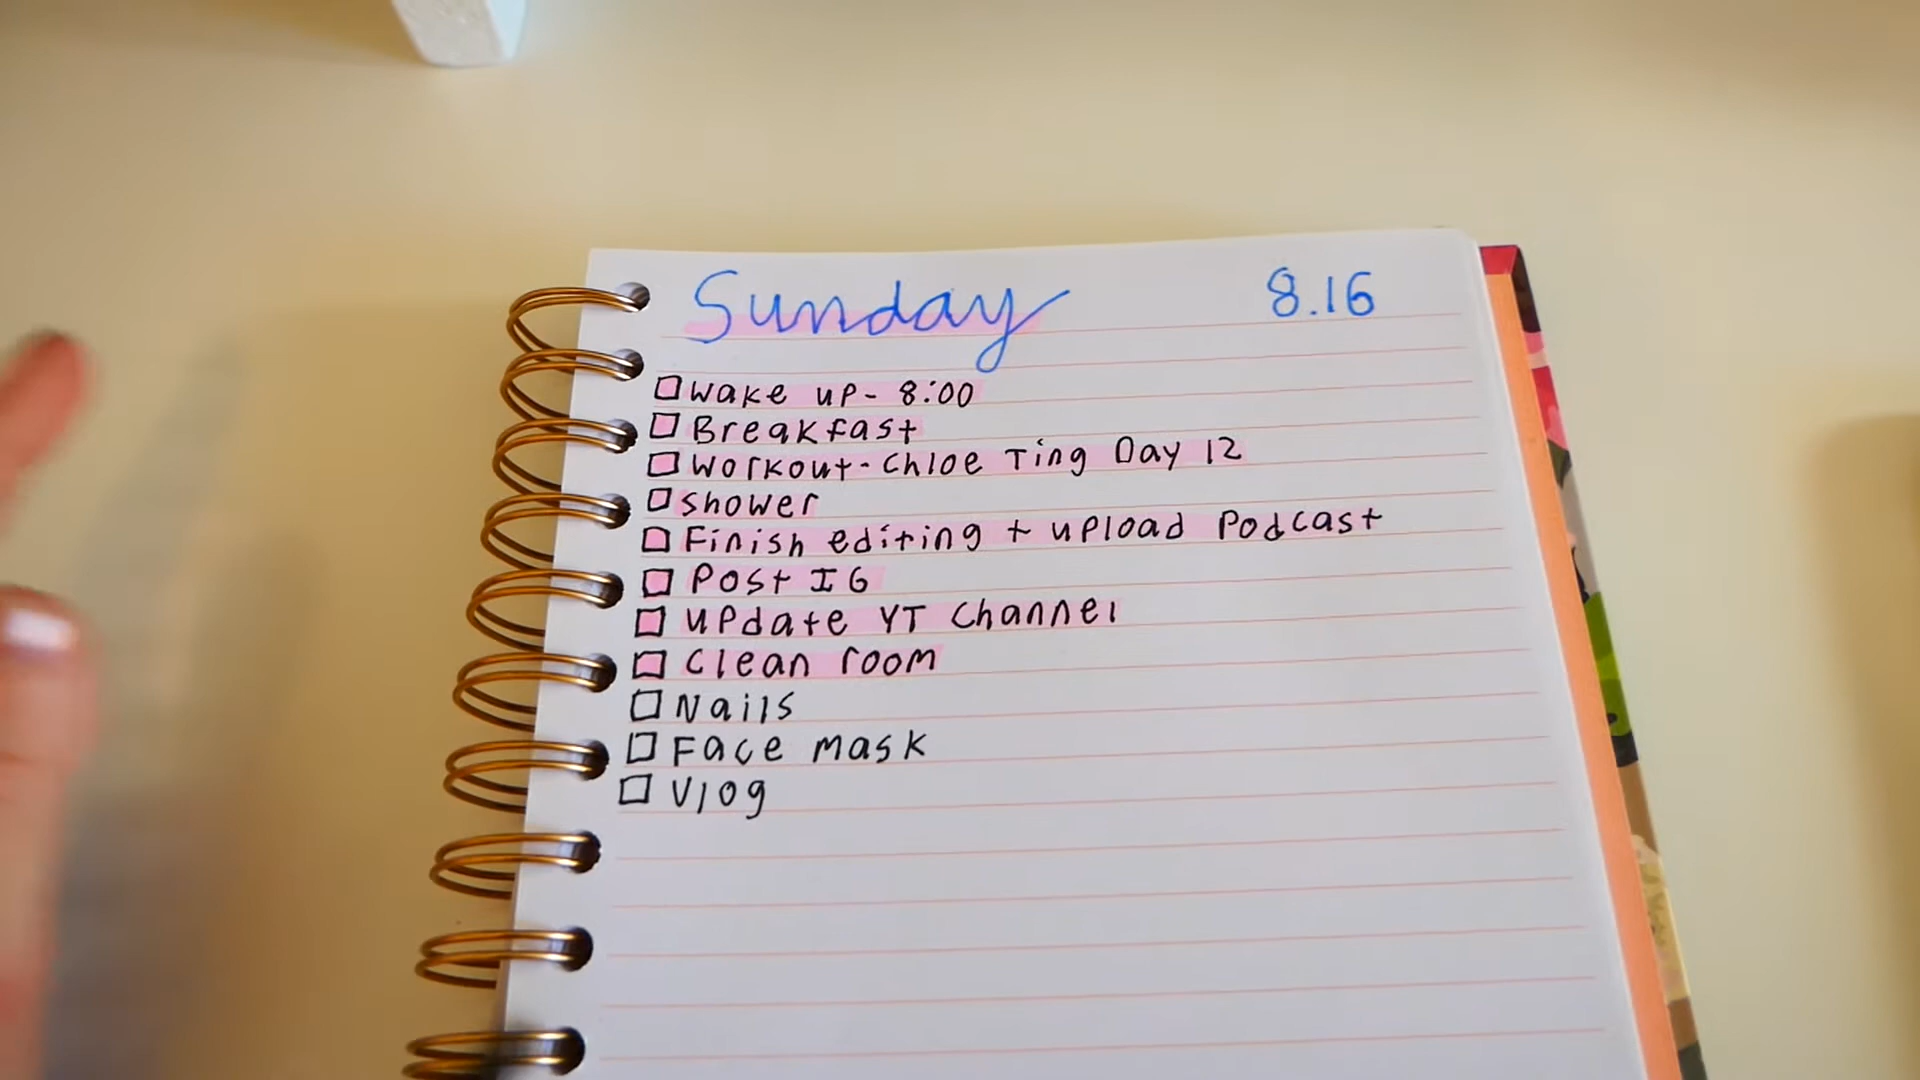 Sunday 8.16
☐ wake up - 8:00
☐ Breakfast
☐ workout - Chloe Ting Day 12
☐ shower
☐ Finish editing + upload Podcast
☐ Post IG
☐ update YT channel
☐ Clean room
☐ Nails
☐ Face mask
☐ Vlog